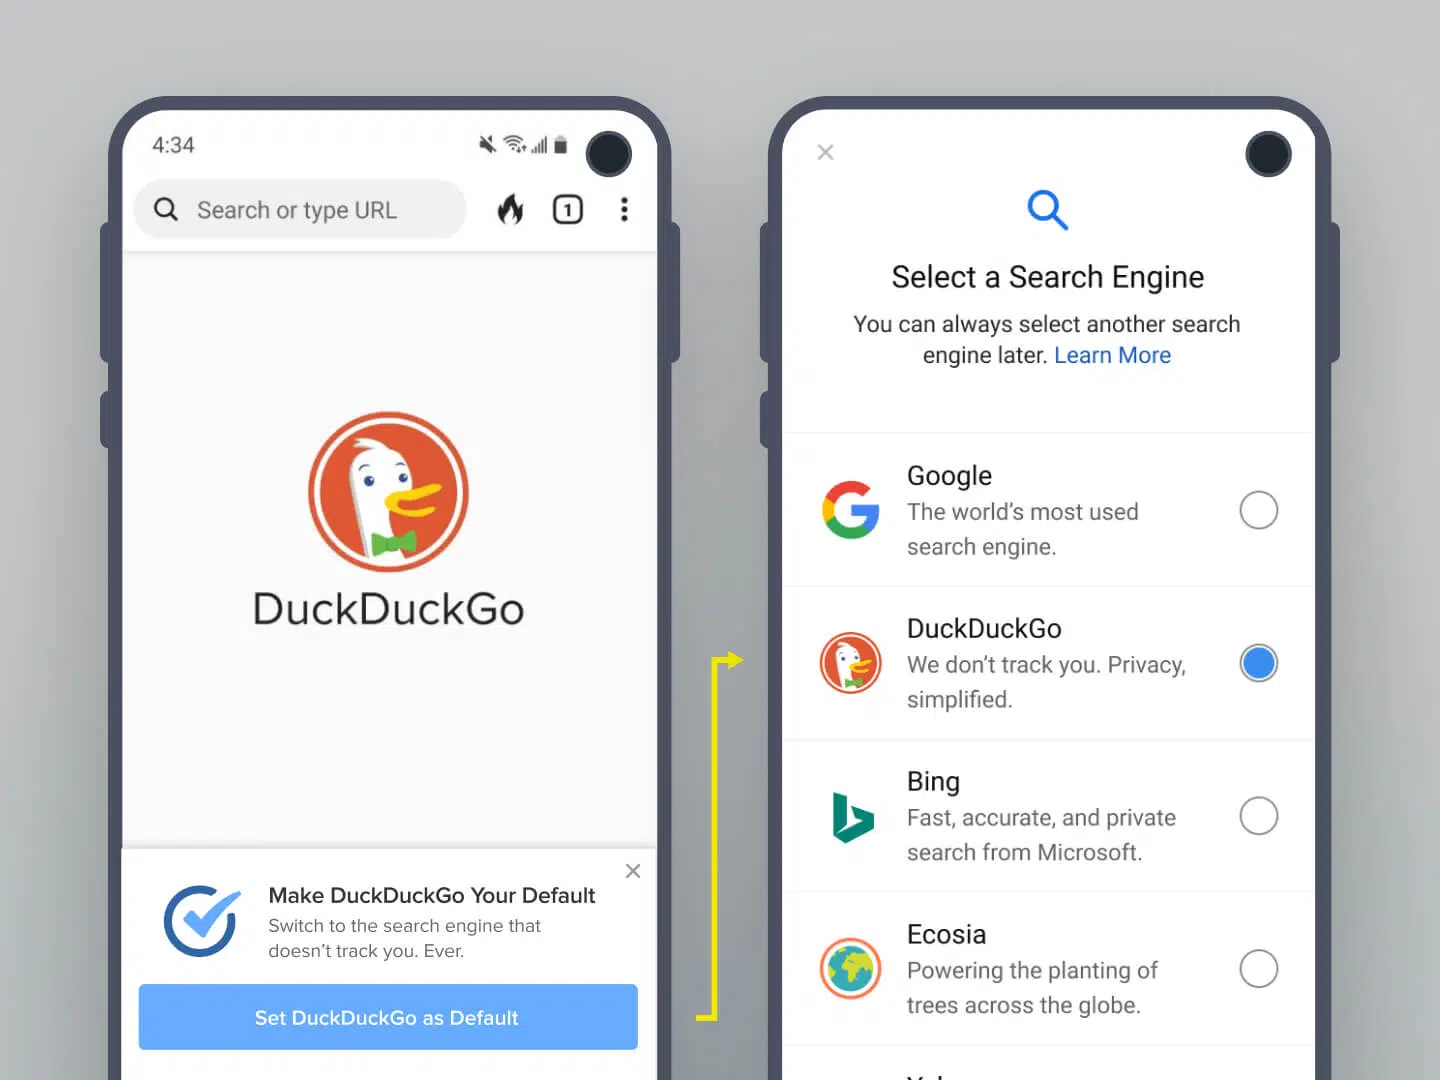 4:34
Search or type URL
1
DuckDuckGo
Make DuckDuckGo Your Default
Switch to the search engine that
doesn’t track you. Ever.
Set DuckDuckGo as Default
Select a Search Engine
You can always select another search
engine later. Learn More
Google
The world’s most used
search engine.
DuckDuckGo
We don’t track you. Privacy,
simplified.
Bing
Fast, accurate, and private
search from Microsoft.
Ecosia
Powering the planting of
trees across the globe.